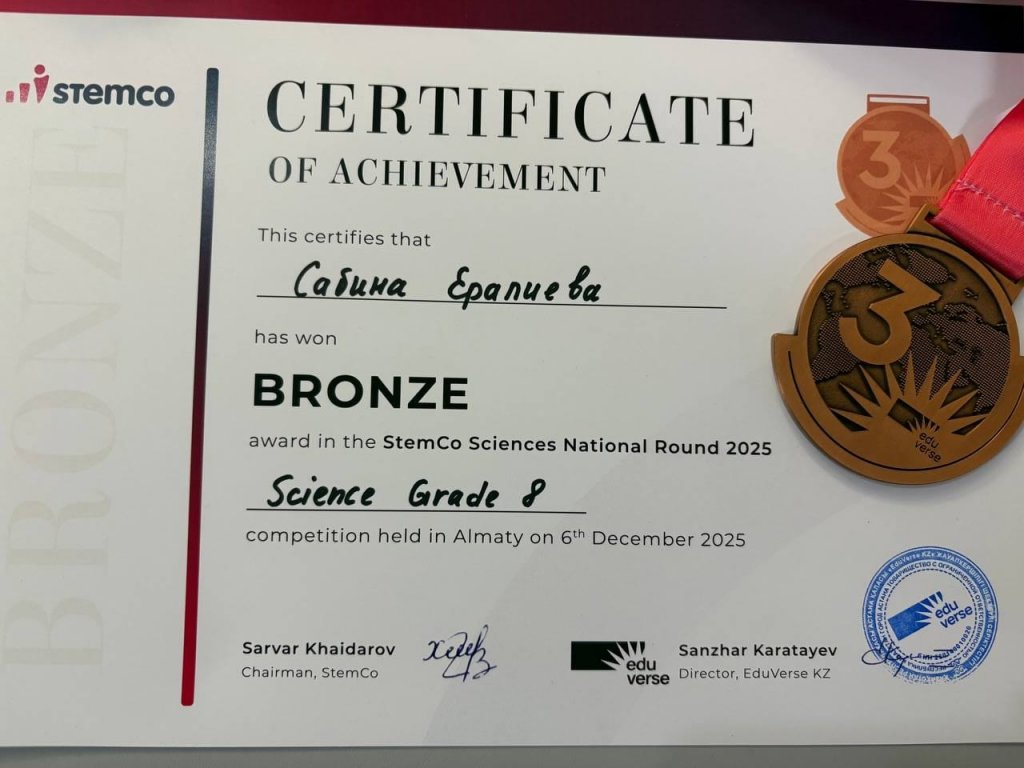 stemco
BRONZE
CERTIFICATE
OF ACHIEVEMENT
This certifies that
Сабина Ералиева
has won
BRONZE
award in the StemCo Sciences National Round 2025
Science Grade 8
competition held in Almaty on 6th December 2025
Sarvar Khaidarov
Chairman, StemCo
edu
verse
Sanzhar Karatayev
Director, EduVerse KZ
3
3
edu
verse
edu
verse